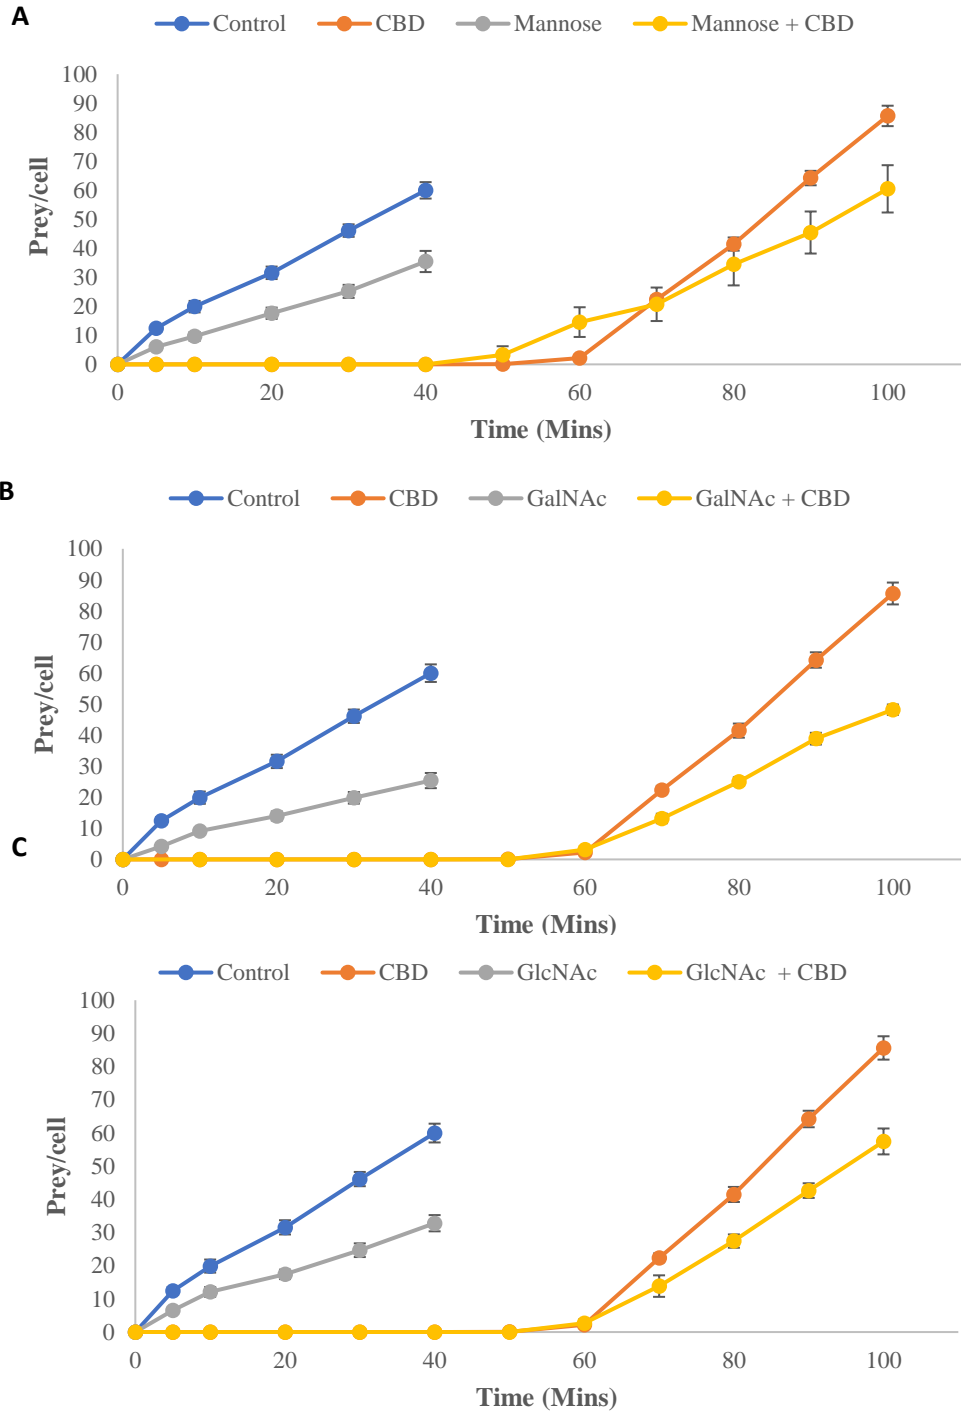 A
Control CBD Mannose Mannose + CBD
100
90
80
70
60
50
40
30
20
10
0
Prey/cell
0 20 40 60 80 100
Time (Mins)
B
Control CBD GalNAc GalNAc + CBD
100
90
80
70
60
50
40
30
20
10
0
Prey/cell
0 20 40 60 80 100
Time (Mins)
C
Control CBD GlcNAc GlcNAc + CBD
100
90
80
70
60
50
40
30
20
10
0
Prey/cell
0 20 40 60 80 100
Time (Mins)